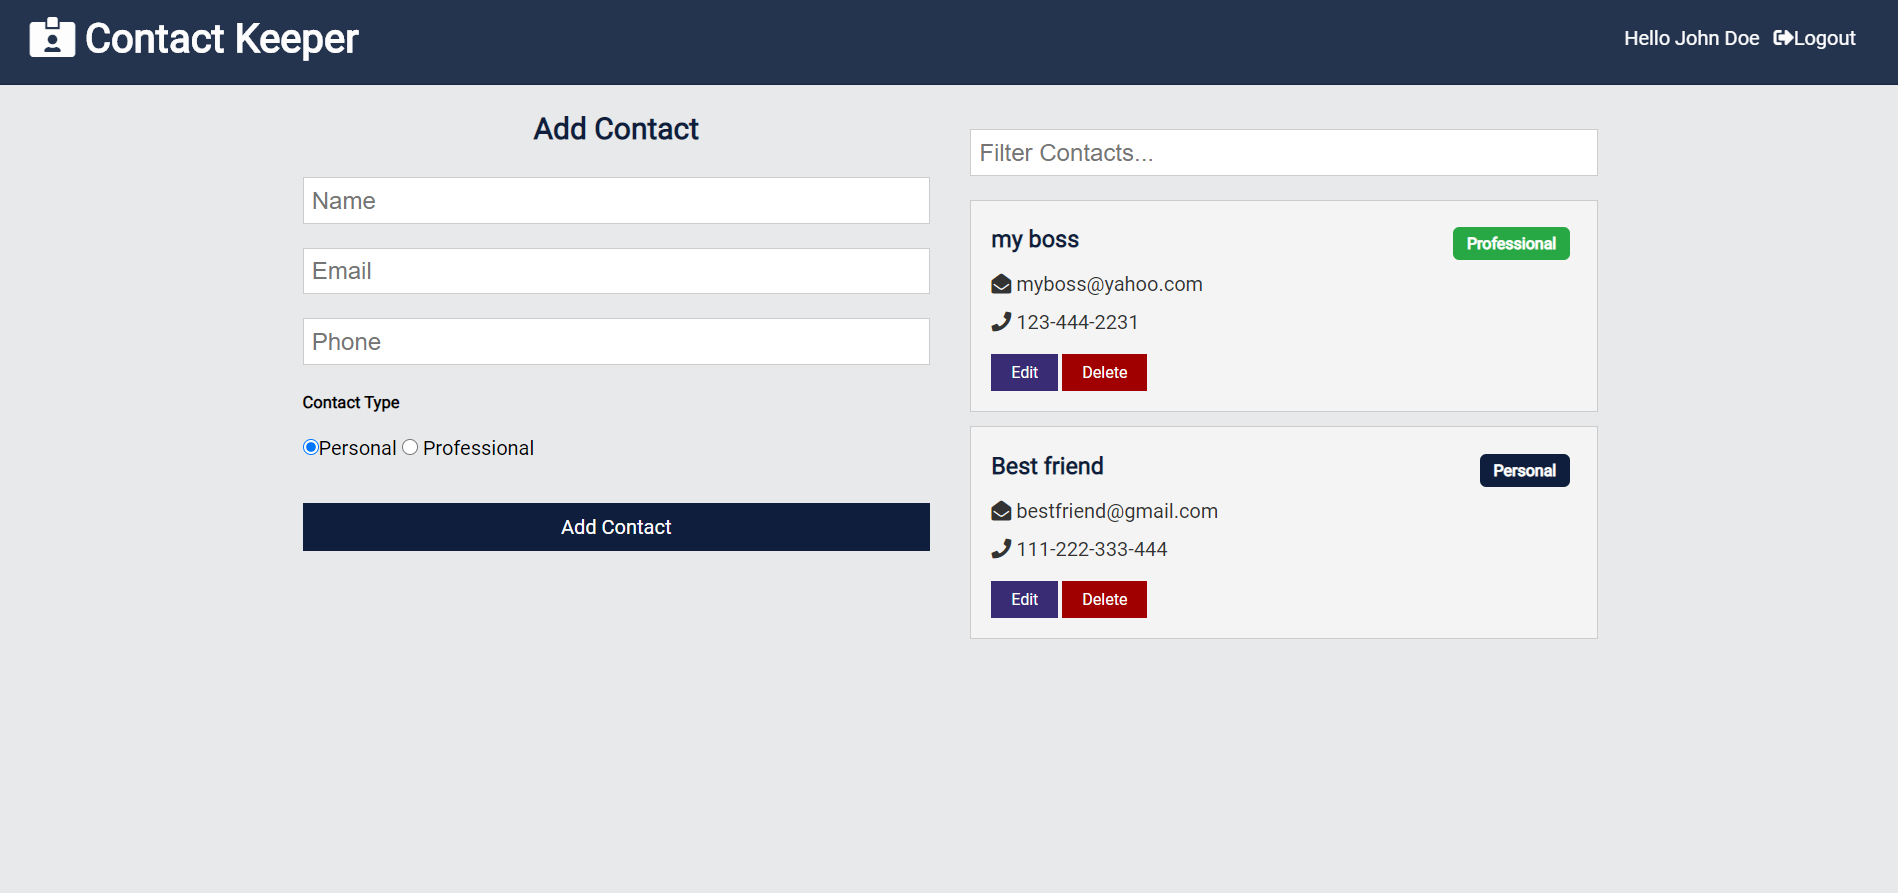 Contact Keeper
Hello John Doe Logout
Add Contact
Name
Email
Phone
Contact Type
Personal Professional
Add Contact
Filter Contacts...
my boss
Professional
myboss@yahoo.com
123-444-2231
Edit Delete
Best friend
Personal
bestfriend@gmail.com
111-222-333-444
Edit Delete